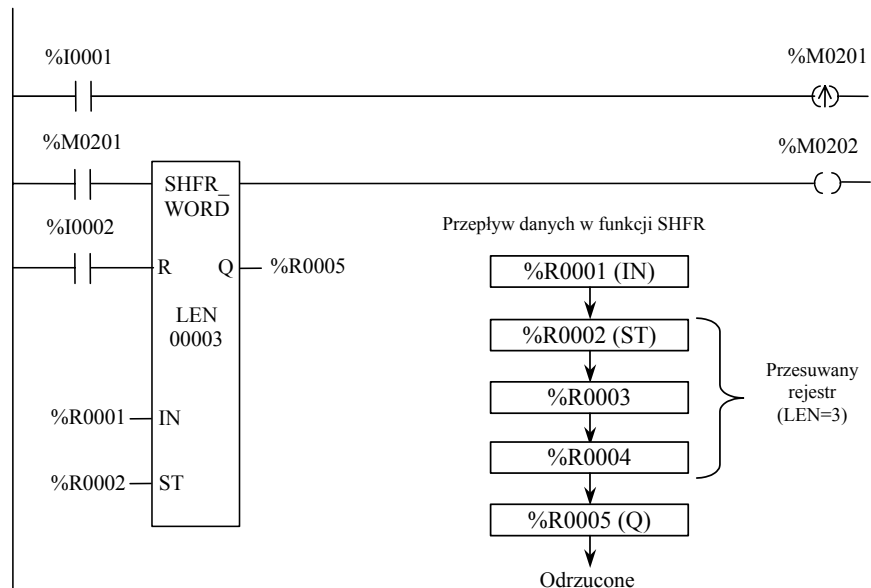 %I0001
%M0201
%M0201
%M0202
SHFR_
WORD
%I0002
Przepływ danych w funkcji SHFR
R
Q
%R0005
%R0001 (IN)
LEN
00003
%R0002 (ST)
%R0003
Przesuwany
rejestr
(LEN=3)
%R0001
IN
%R0004
%R0002
ST
%R0005 (Q)
Odrzucone